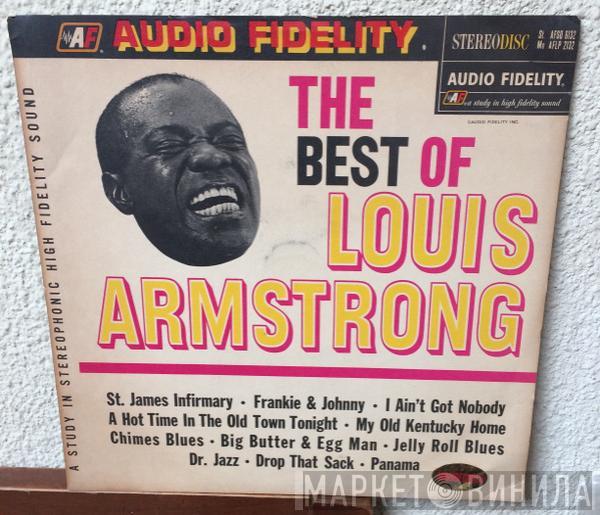 AF AUDIO FIDELITY.
STEREODISC
St. AFSD 6132
Mo AFLP 2132
AUDIO FIDELITY®
AF a study in high fidelity sound
©AUDIO FIDELITY INC.
A STUDY IN STEREOPHONIC HIGH FIDELITY SOUND
THE
BEST OF
LOUIS
ARMSTRONG
St. James Infirmary · Frankie & Johnny · I Ain't Got Nobody
A Hot Time In The Old Town Tonight · My Old Kentucky Home
Chimes Blues · Big Butter & Egg Man · Jelly Roll Blues
Dr. Jazz · Drop That Sack · Panama
МАРКЕТ ВИНИЛА